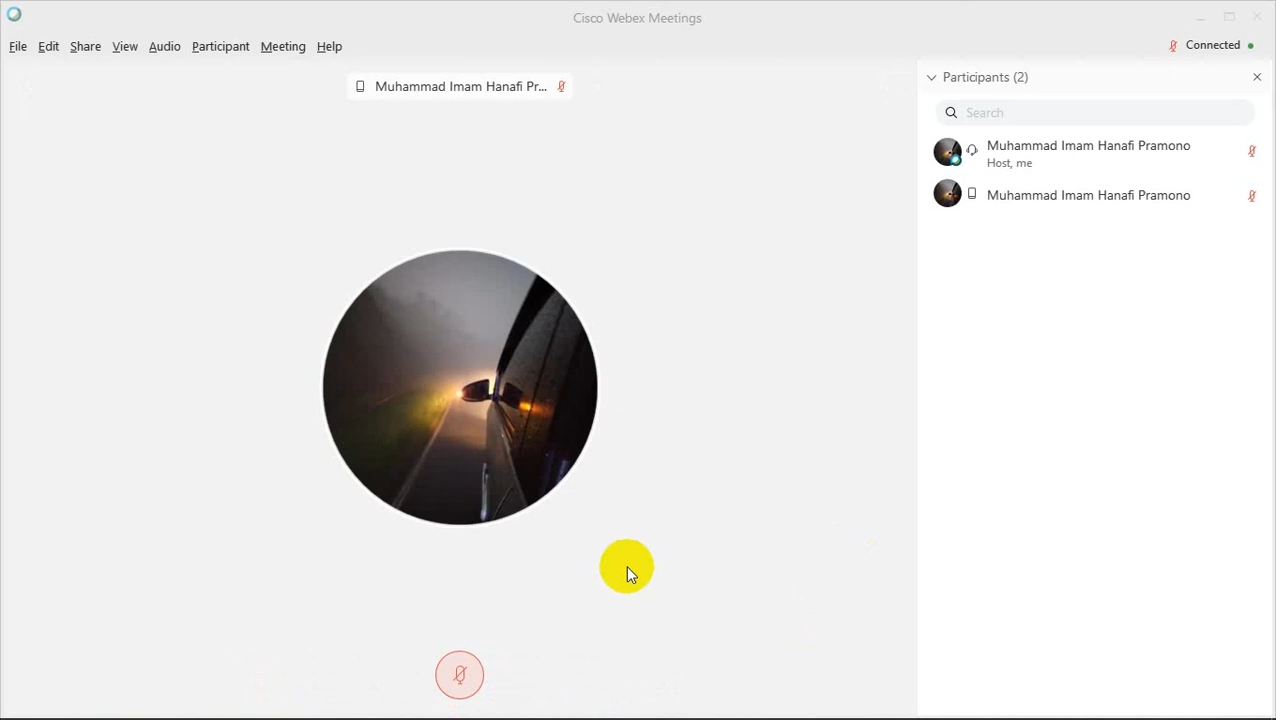 Cisco Webex Meetings
File Edit Share View Audio Participant Meeting Help
Connected
Muhammad Imam Hanafi Pr...
Participants (2)
Search
Muhammad Imam Hanafi Pramono
Host, me
Muhammad Imam Hanafi Pramono